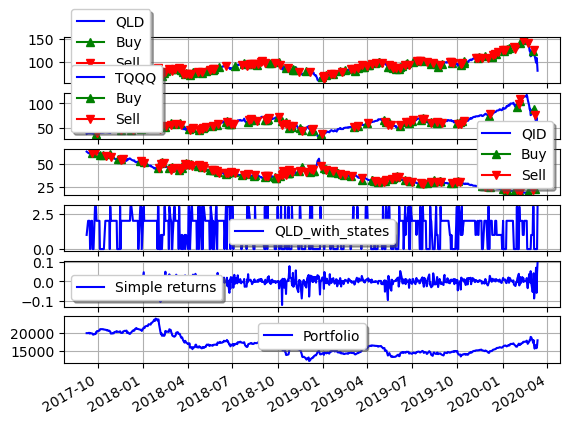 QLD
Buy
Sell
150
100
TQQQ
Buy
Sell
100
50
QID
Buy
Sell
50
25
QLD_with_states
2.5
0.0
Simple returns
0.1
0.0
−0.1
Portfolio
20000
15000
2017-10 2018-01 2018-04 2018-07 2018-10 2019-01 2019-04 2019-07 2019-10 2020-01 2020-04